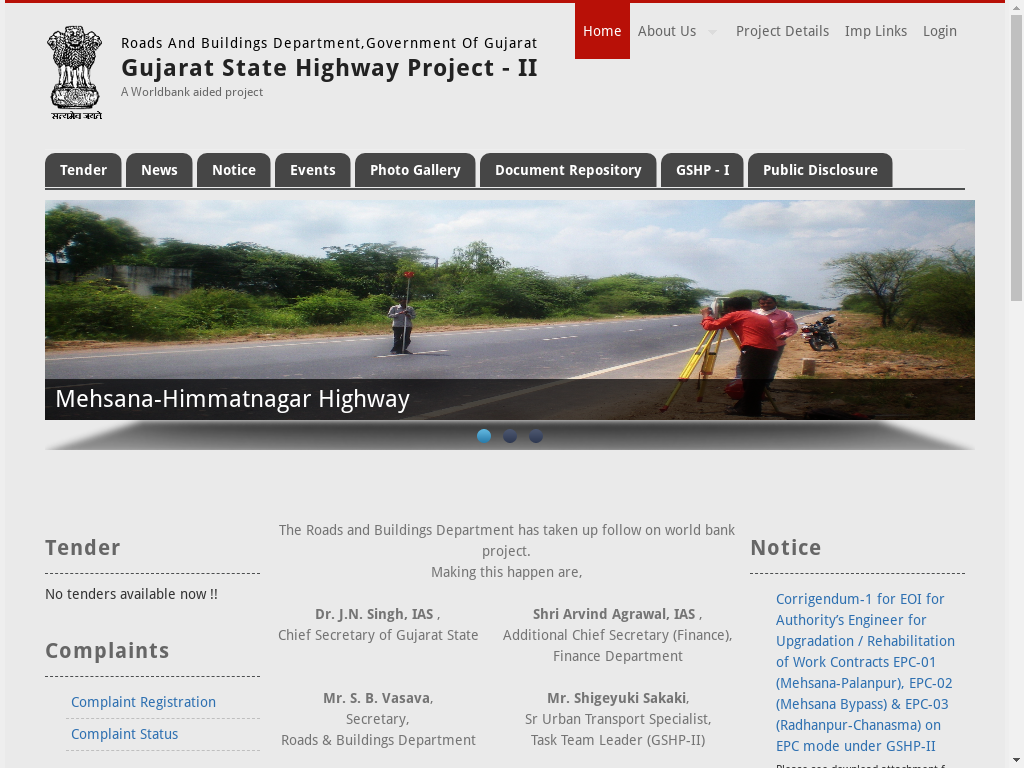 Home
About Us
Project Details
Imp Links
Login
Roads And Buildings Department,Government Of Gujarat
Gujarat State Highway Project - II
A Worldbank aided project
सत्यमेव जयते
Tender
News
Notice
Events
Photo Gallery
Document Repository
GSHP - I
Public Disclosure
Mehsana-Himmatnagar Highway
Tender
No tenders available now !!
Complaints
Complaint Registration
Complaint Status
The Roads and Buildings Department has taken up follow on world bank
project.
Making this happen are,
Dr. J.N. Singh, IAS ,
Chief Secretary of Gujarat State
Shri Arvind Agrawal, IAS ,
Additional Chief Secretary (Finance),
Finance Department
Mr. S. B. Vasava,
Secretary,
Roads & Buildings Department
Mr. Shigeyuki Sakaki,
Sr Urban Transport Specialist,
Task Team Leader (GSHP-II)
Notice
Corrigendum-1 for EOI for
Authority’s Engineer for
Upgradation / Rehabilitation
of Work Contracts EPC-01
(Mehsana-Palanpur), EPC-02
(Mehsana Bypass) & EPC-03
(Radhanpur-Chanasma) on
EPC mode under GSHP-II